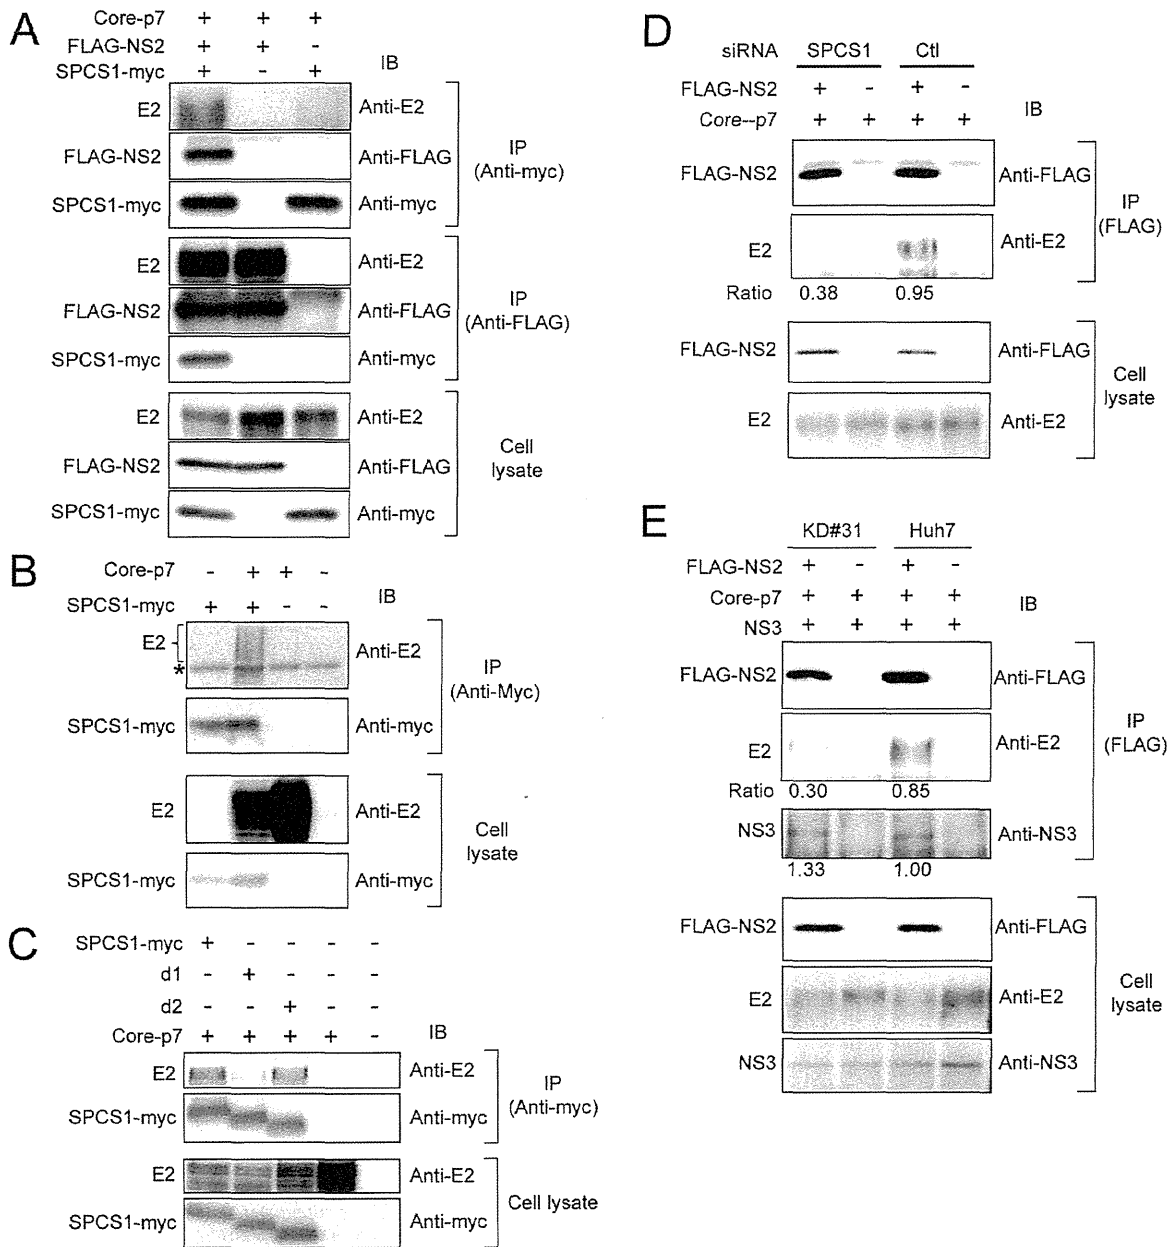 A
Core-p7 + + +
FLAG-NS2 + + -
SPCS1-myc + - + IB
E2 Anti-E2
FLAG-NS2 Anti-FLAG
SPCS1-myc Anti-myc
IP
(Anti-myc)
E2 Anti-E2
FLAG-NS2 Anti-FLAG
SPCS1-myc Anti-myc
IP
(Anti-FLAG)
E2 Anti-E2
FLAG-NS2 Anti-FLAG
SPCS1-myc Anti-myc
Cell
lysate
B
Core-p7 - + + -
SPCS1-myc + + - - IB
E2 Anti-E2
*
SPCS1-myc Anti-myc
IP
(Anti-Myc)
E2 Anti-E2
SPCS1-myc Anti-myc
Cell
lysate
C
SPCS1-myc + - - - -
d1 - + - - -
d2 - - + - -
Core-p7 + + + + - IB
E2 Anti-E2
SPCS1-myc Anti-myc
IP
(Anti-myc)
E2 Anti-E2
SPCS1-myc Anti-myc
Cell lysate
D
siRNA SPCS1 Ctl
FLAG-NS2 + - + -
Core--p7 + + + + IB
FLAG-NS2 Anti-FLAG
E2 Anti-E2
Ratio 0.38 0.95
IP
(FLAG)
FLAG-NS2 Anti-FLAG
E2 Anti-E2
Cell
lysate
E
KD#31 Huh7
FLAG-NS2 + - + -
Core-p7 + + + + IB
NS3 + + + +
FLAG-NS2 Anti-FLAG
E2 Anti-E2
Ratio 0.30 0.85
NS3 Anti-NS3
1.33 1.00
IP
(FLAG)
FLAG-NS2 Anti-FLAG
E2 Anti-E2
NS3 Anti-NS3
Cell
lysate